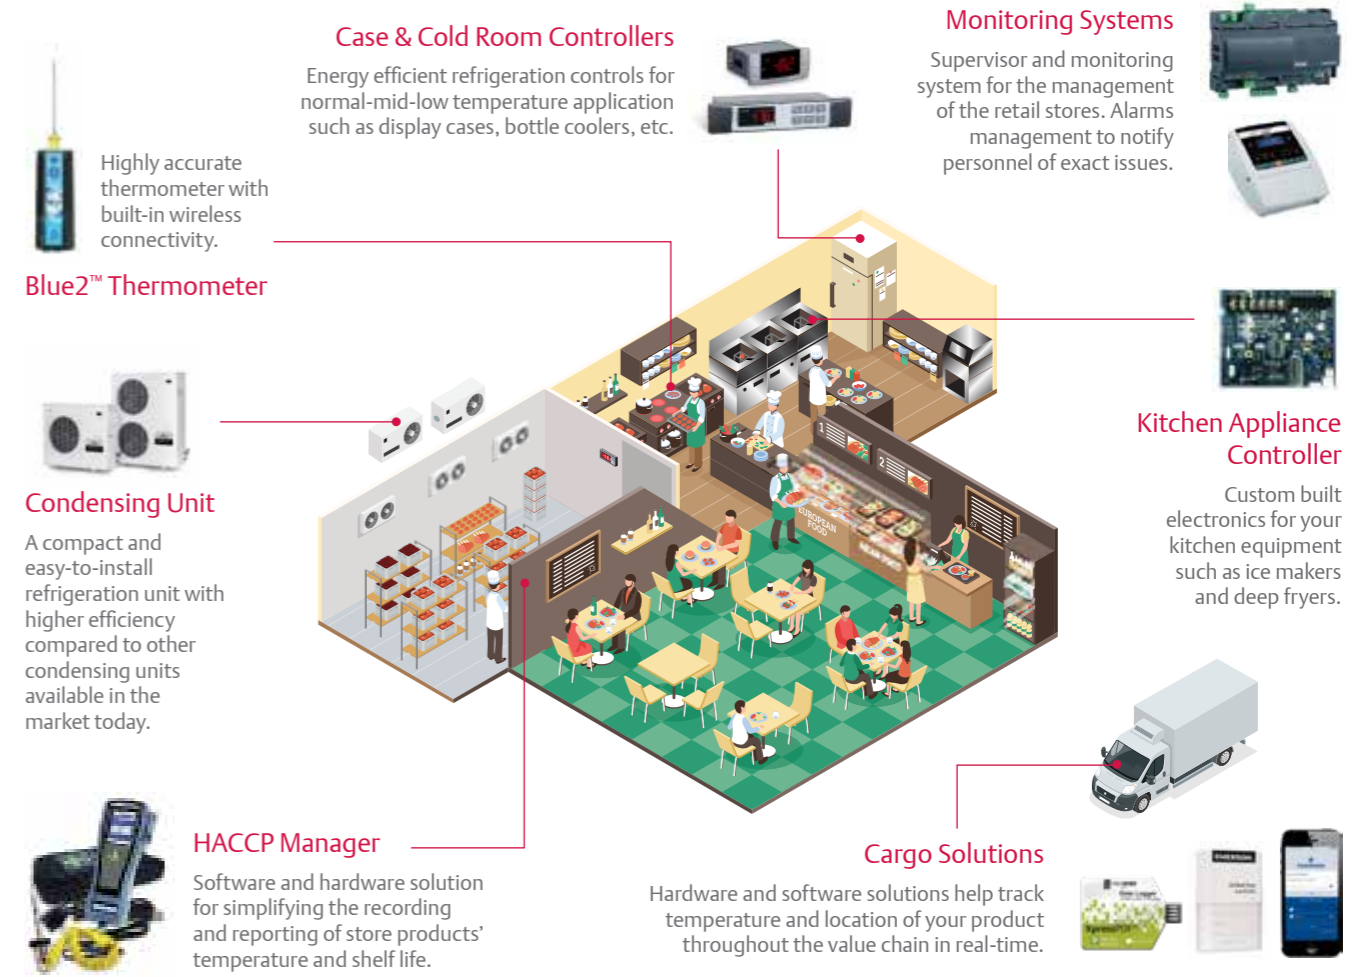 Case & Cold Room Controllers
Energy efficient refrigeration controls for
normal-mid-low temperature application
such as display cases, bottle coolers, etc.
Monitoring Systems
Supervisor and monitoring
system for the management
of the retail stores. Alarms
management to notify
personnel of exact issues.
Highly accurate
thermometer with
built-in wireless
connectivity.
Blue2™ Thermometer
Kitchen Appliance
Controller
Custom built
electronics for your
kitchen equipment
such as ice makers
and deep fryers.
Condensing Unit
A compact and
easy-to-install
refrigeration unit with
higher efficiency
compared to other
condensing units
available in the
market today.
1
2
EUROPEAN
FOOD
HACCP Manager
Software and hardware solution
for simplifying the recording
and reporting of store products’
temperature and shelf life.
Cargo Solutions
Hardware and software solutions help track
temperature and location of your product
throughout the value chain in real-time.
EMERSON